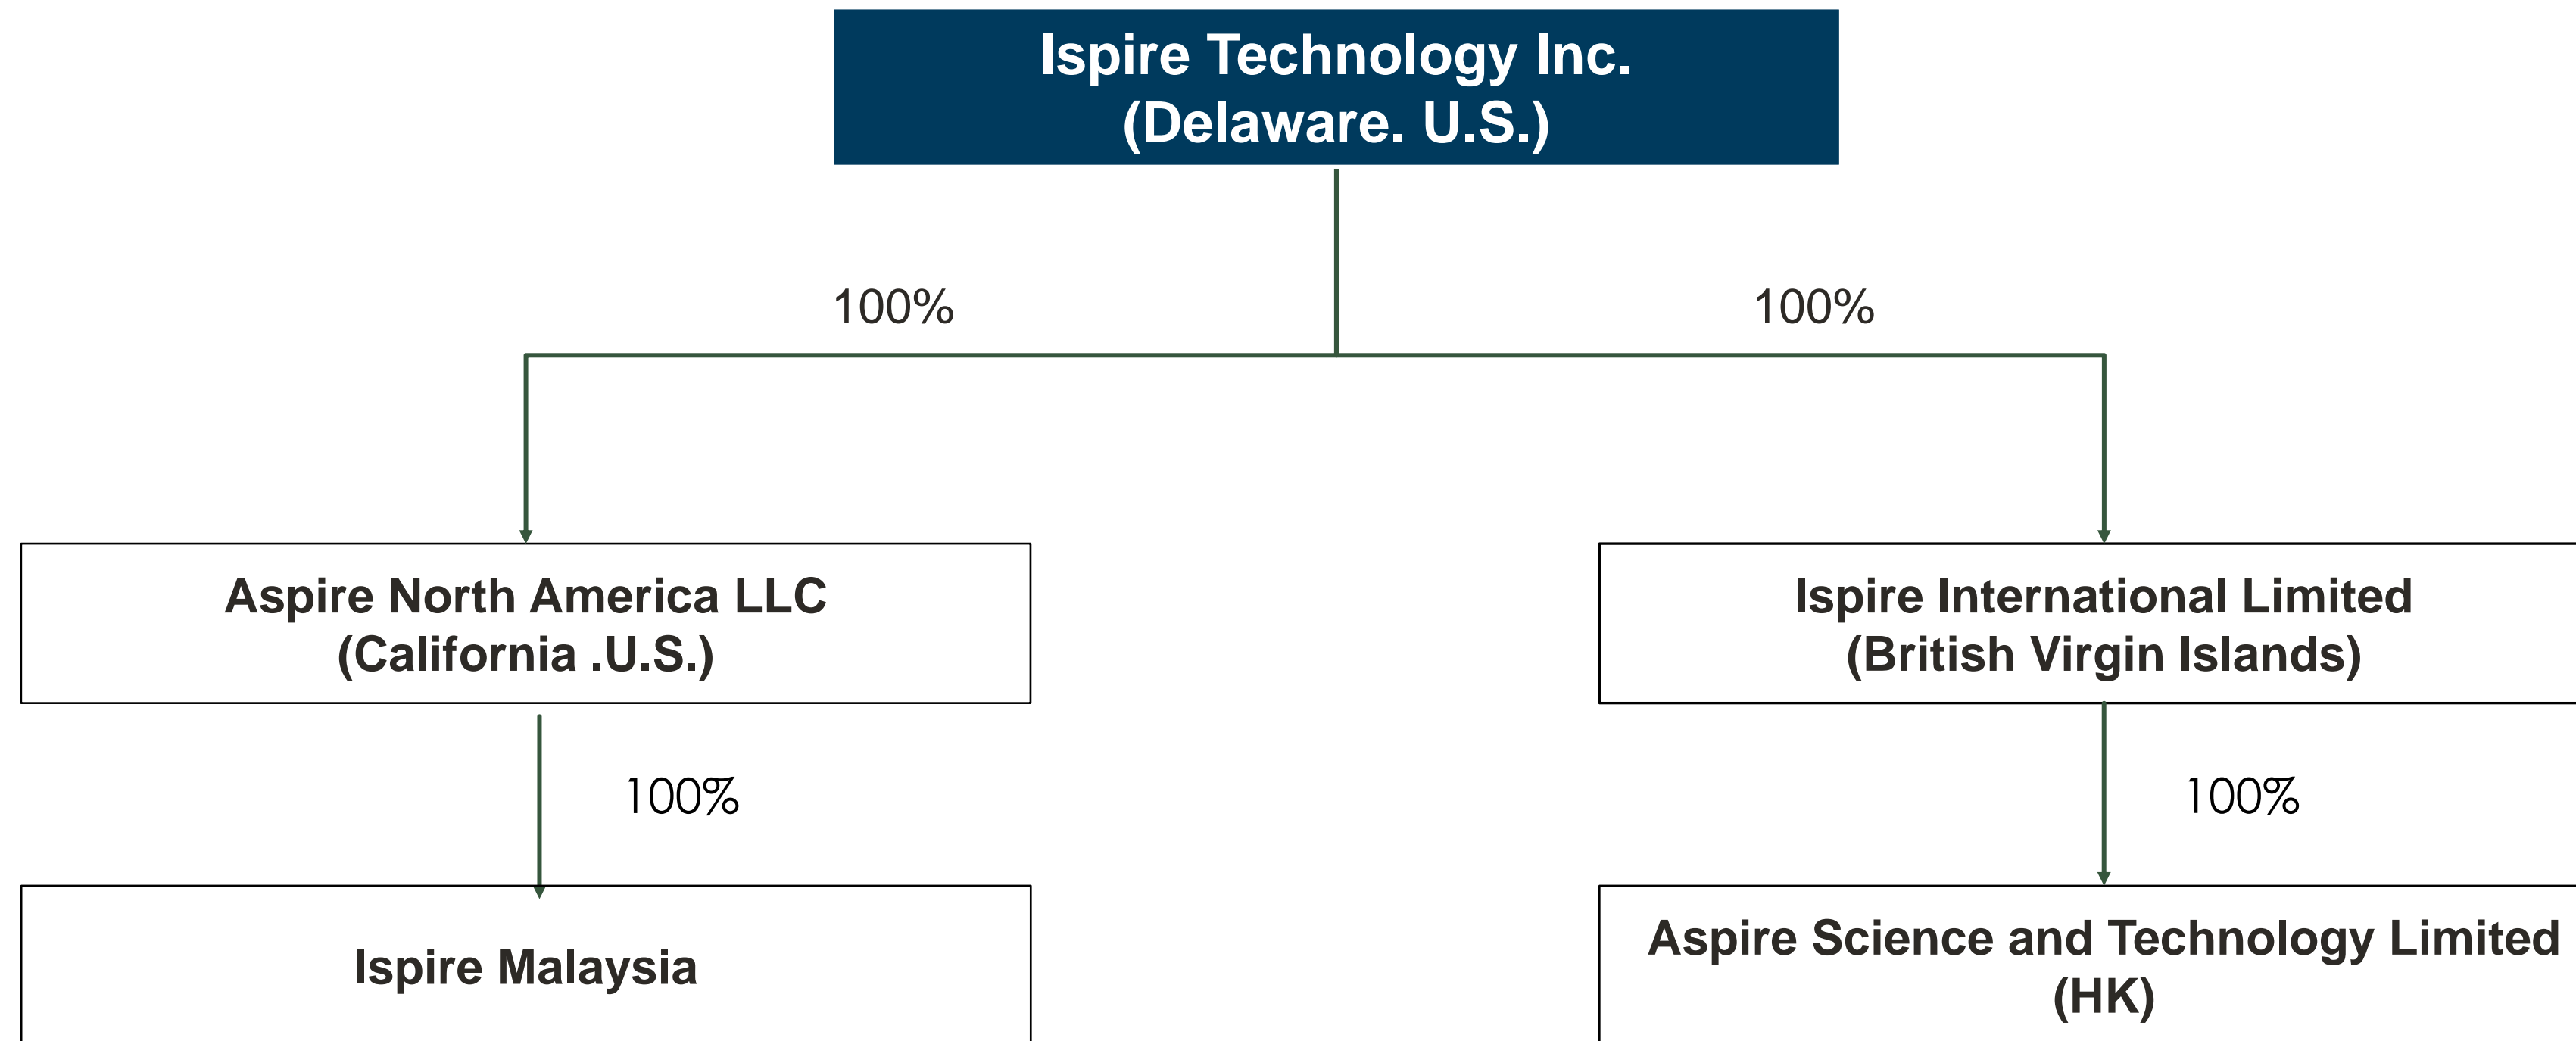 Ispire Technology Inc.
(Delaware. U.S.)
100%
100%
Aspire North America LLC
(California .U.S.)
Ispire International Limited
(British Virgin Islands)
100%
100%
Ispire Malaysia
Aspire Science and Technology Limited
(HK)